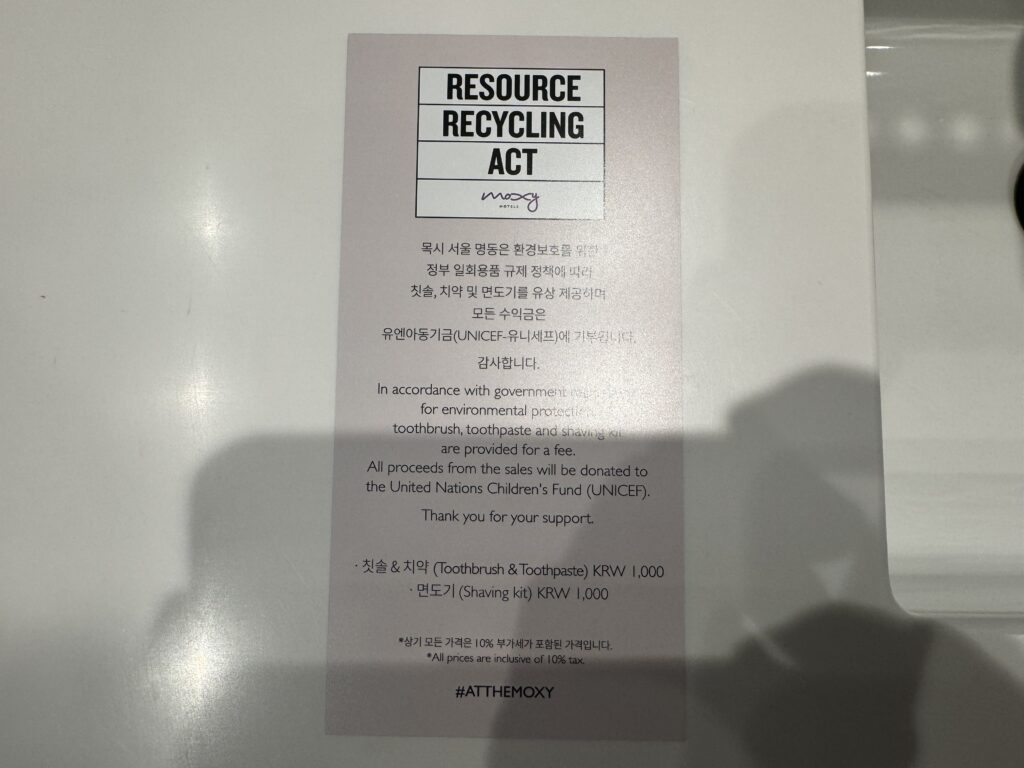 RESOURCE
RECYCLING
ACT
moxy
HOTELS
목시 서울 명동은 환경보호를 위한
정부 일회용품 규제 정책에 따라
칫솔, 치약 및 면도기를 유상 제공하며
모든 수익금은
유엔아동기금(UNICEF-유니세프)에 기부됩니다.
감사합니다.
In accordance with government
for environmental protection,
toothbrush, toothpaste and shaving kit
are provided for a fee.
All proceeds from the sales will be donated to
the United Nations Children's Fund (UNICEF).
Thank you for your support.
· 칫솔 & 치약 (Toothbrush & Toothpaste) KRW 1,000
· 면도기 (Shaving kit) KRW 1,000
*상기 모든 가격은 10% 부가세가 포함된 가격입니다.
*All prices are inclusive of 10% tax.
#ATTHEMOXY